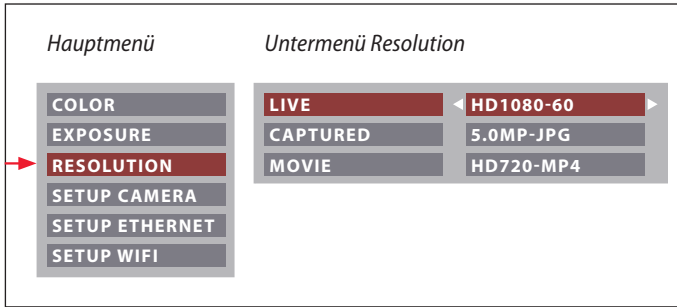 Hauptmenü
Untermenü Resolution
COLOR
EXPOSURE
RESOLUTION
SETUP CAMERA
SETUP ETHERNET
SETUP WIFI
LIVE HD1080-60
CAPTURED 5.0MP-JPG
MOVIE HD720-MP4